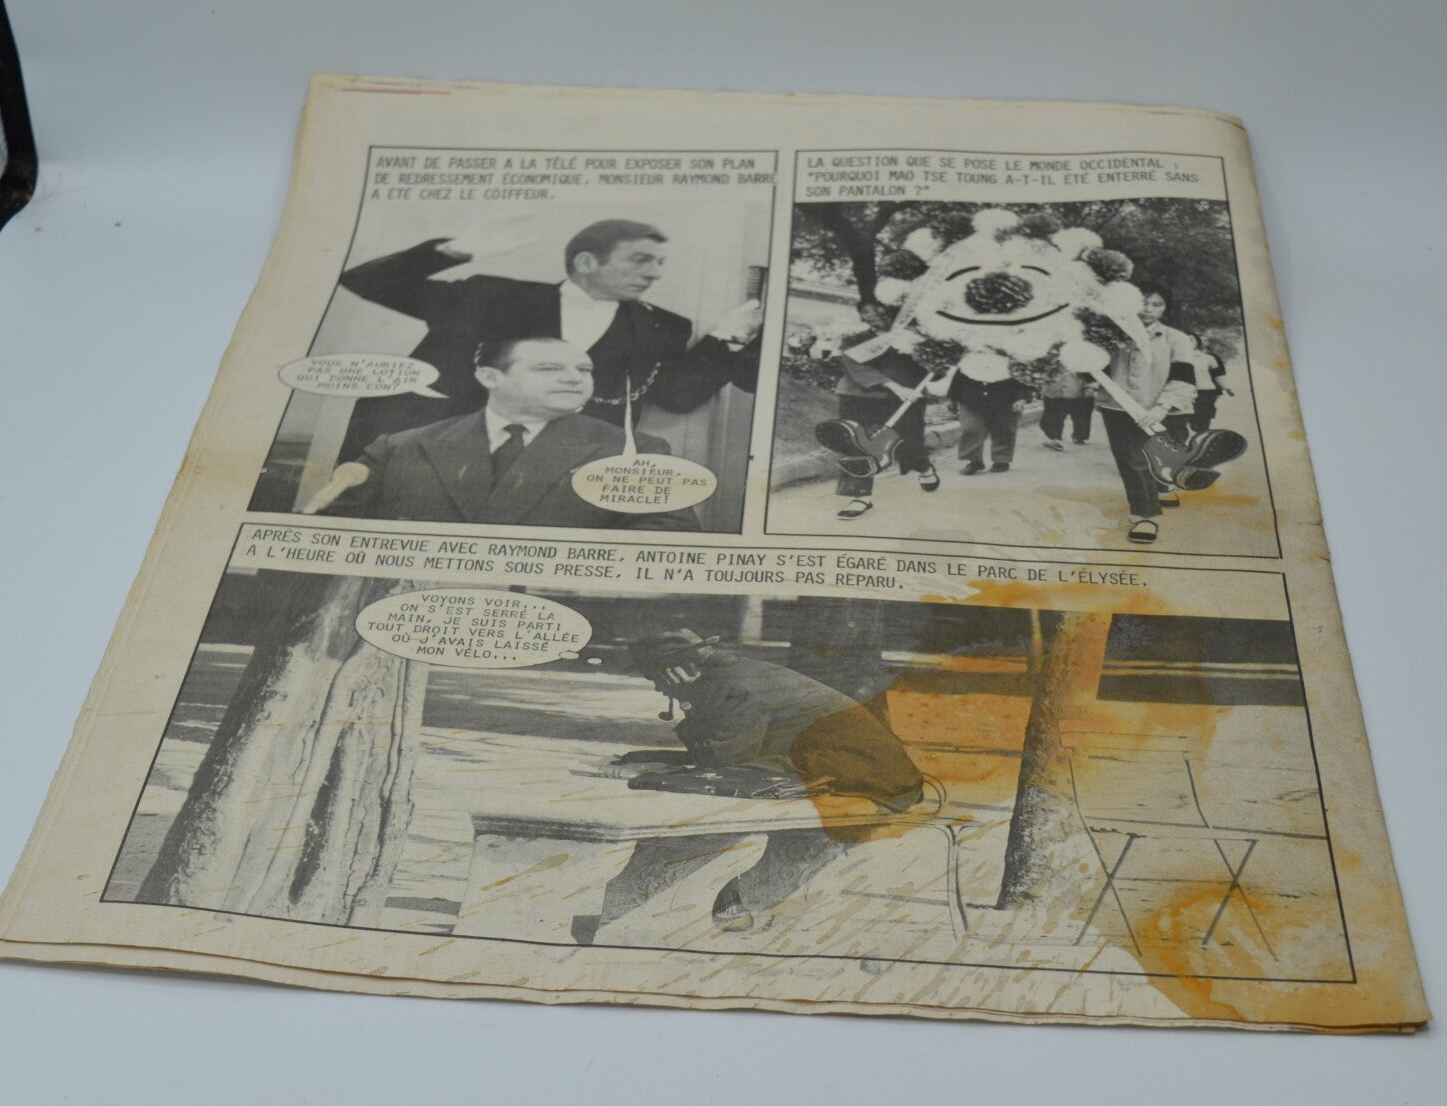 AVANT DE PASSER A LA TÉLÉ POUR EXPOSER SON PLAN
DE REDRESSEMENT ÉCONOMIQUE, MONSIEUR RAYMOND BARRE
A ÉTÉ CHEZ LE COIFFEUR.
VOUS N'AURIEZ
PAS UNE LOTION
QUI DONNE L'AIR
MOINS CON?
AH,
MONSIEUR,
ON NE PEUT PAS
FAIRE DE
MIRACLE!
LA QUESTION QUE SE POSE LE MONDE OCCIDENTAL :
"POURQUOI MAO TSE TOUNG A-T-IL ÉTÉ ENTERRÉ SANS
SON PANTALON ?"
APRÈS SON ENTREVUE AVEC RAYMOND BARRE, ANTOINE PINAY S'EST ÉGARÉ DANS LE PARC DE L'ÉLYSÉE.
A L'HEURE OÙ NOUS METTONS SOUS PRESSE, IL N'A TOUJOURS PAS REPARU.
VOYONS VOIR...
ON S'EST SERRÉ LA
MAIN, JE SUIS PARTI
TOUT DROIT VERS L'ALLÉE
OÙ J'AVAIS LAISSÉ
MON VÉLO...